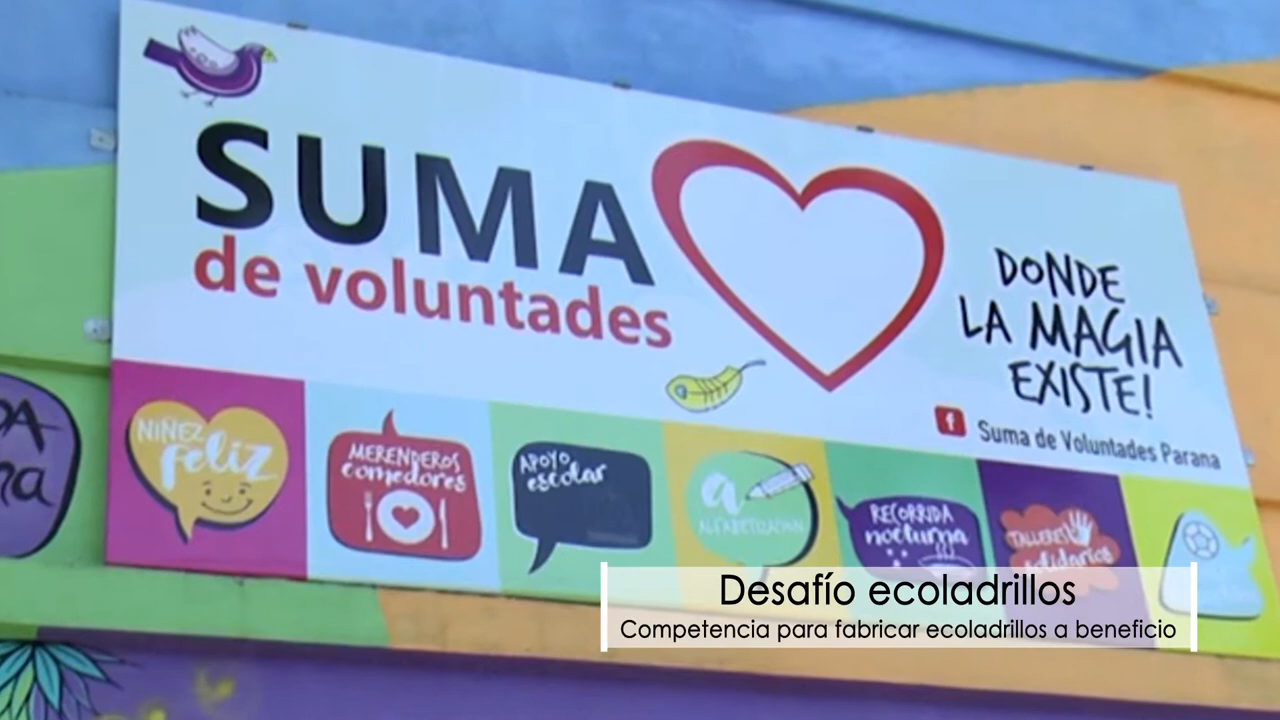 SUMA
de voluntades
DONDE
LA MAGIA
EXISTE!
f Suma de Voluntades Parana
NIÑEZ
feliz
MERENDEROS
comedores
APOYO
escolar
a
ALFABETIZACION
RECORRIDA
nocturna
TALLERES
solidarios
Desafío ecoladrillos
Competencia para fabricar ecoladrillos a beneficio